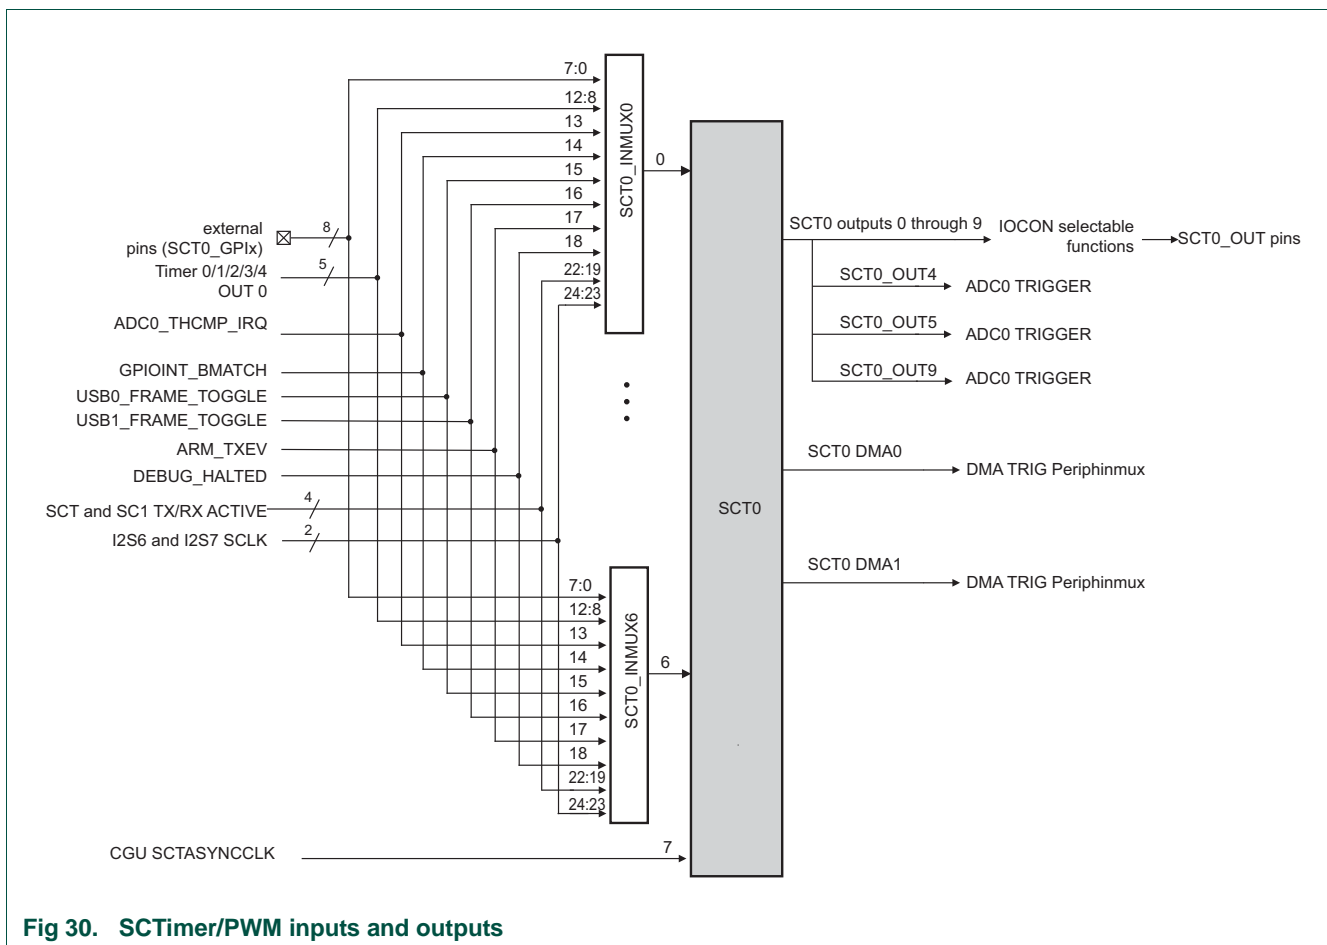 7:0
12:8
13
14
15
16
17
18
22:19
24:23
SCT0_INMUX0
0
external
pins (SCT0_GPIx)
8
Timer 0/1/2/3/4
OUT 0
5
ADC0_THCMP_IRQ
GPIOINT_BMATCH
USB0_FRAME_TOGGLE
USB1_FRAME_TOGGLE
ARM_TXEV
DEBUG_HALTED
SCT and SC1 TX/RX ACTIVE
4
I2S6 and I2S7 SCLK
2
7:0
12:8
13
14
15
16
17
18
22:19
24:23
SCT0_INMUX6
6
CGU SCTASYNCCLK
7
SCT0
SCT0 outputs 0 through 9
IOCON selectable
functions
SCT0_OUT pins
SCT0_OUT4
ADC0 TRIGGER
SCT0_OUT5
ADC0 TRIGGER
SCT0_OUT9
ADC0 TRIGGER
SCT0 DMA0
DMA TRIG Periphinmux
SCT0 DMA1
DMA TRIG Periphinmux
Fig 30. SCTimer/PWM inputs and outputs